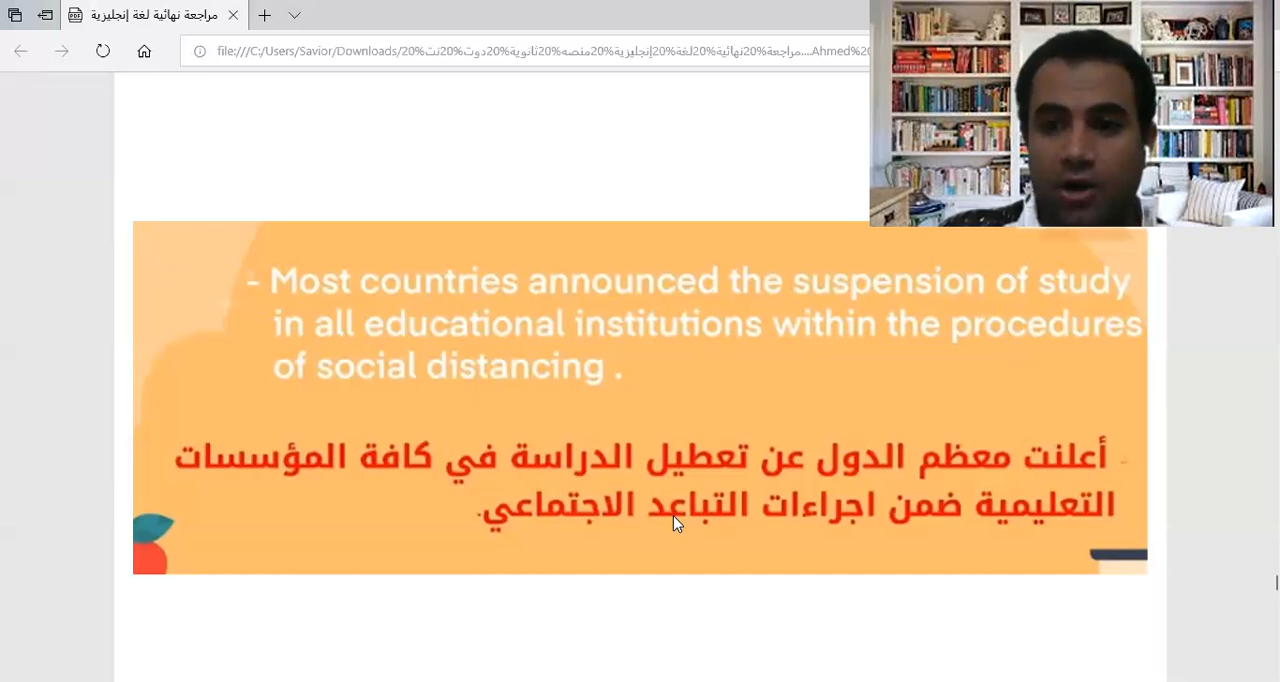 مراجعة نهائية لغة إنجليزية
file:///C:/Users/Savior/Downloads/مراجعة%20نهائية%20لغة%20إنجليزية%20منصه%20ثانوية%20دوت%20نت%20....Ahmed%20
- Most countries announced the suspension of study
in all educational institutions within the procedures
of social distancing .
- أعلنت معظم الدول عن تعطيل الدراسة في كافة المؤسسات
التعليمية ضمن اجراءات التباعد الاجتماعي.